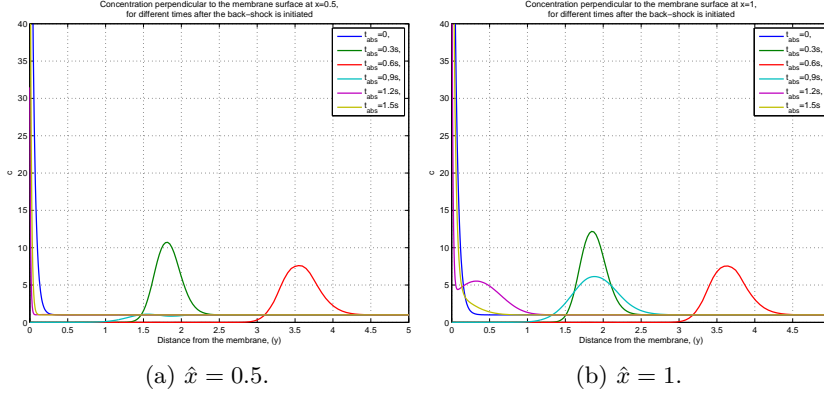 Concentration perpendicular to the membrane surface at x=0.5,
for different times after the back−shock is initiated
40
35
30
25
20
15
10
5
0
c
0 0.5 1 1.5 2 2.5 3 3.5 4 4.5 5
Distance from the membrane, (y)
t_abs=0,
t_abs=0.3s,
t_abs=0.6s,
t_abs=0,9s,
t_abs=1.2s,
t_abs=1.5s
(a) x̂ = 0.5.
Concentration perpendicular to the membrane surface at x=1,
for different times after the back−shock is initiated
40
35
30
25
20
15
10
5
0
c
0 0.5 1 1.5 2 2.5 3 3.5 4 4.5
Distance from the membrane, (y)
t_abs=0,
t_abs=0.3s,
t_abs=0.6s,
t_abs=0,9s,
t_abs=1.2s,
t_abs=1.5s
(b) x̂ = 1.